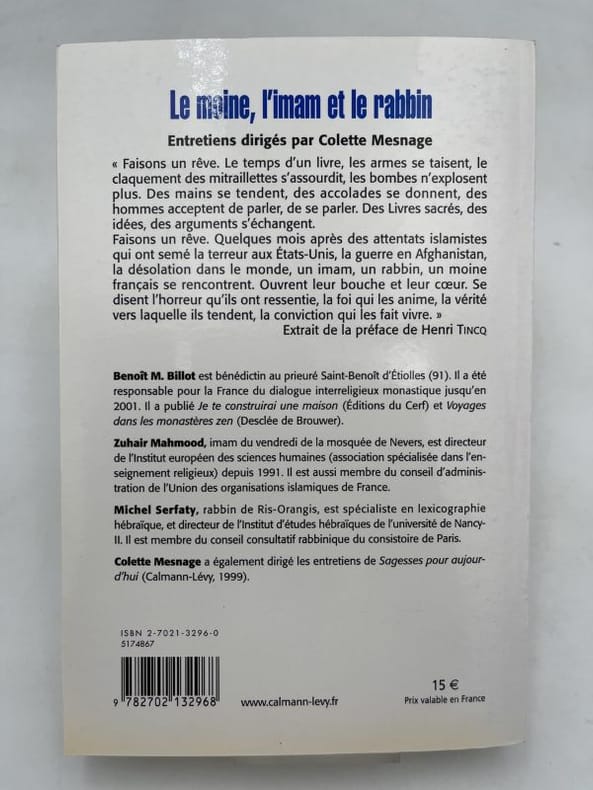 Le moine, l'imam et le rabbin
Entretiens dirigés par Colette Mesnage
« Faisons un rêve. Le temps d'un livre, les armes se taisent, le
claquement des mitraillettes s'assourdit, les bombes n'explosent
plus. Des mains se tendent, des accolades se donnent, des
hommes acceptent de parler, de se parler. Des Livres sacrés, des
idées, des arguments s'échangent.
Faisons un rêve. Quelques mois après des attentats islamistes
qui ont semé la terreur aux États-Unis, la guerre en Afghanistan,
la désolation dans le monde, un imam, un rabbin, un moine
français se rencontrent. Ouvrent leur bouche et leur cœur. Se
disent l'horreur qu'ils ont ressentie, la foi qui les anime, la vérité
vers laquelle ils tendent, la conviction qui les fait vivre. »
Extrait de la préface de Henri TINCQ
Benoît M. Billot est bénédictin au prieuré Saint-Benoît d'Étiolles (91). Il a été
responsable pour la France du dialogue interreligieux monastique jusqu'en
2001. Il a publié Je te construirai une maison (Éditions du Cerf) et Voyages
dans les monastères zen (Desclée de Brouwer).
Zuhair Mahmood, imam du vendredi de la mosquée de Nevers, est directeur
de l'Institut européen des sciences humaines (association spécialisée dans l'en-
seignement religieux) depuis 1991. Il est aussi membre du conseil d'adminis-
tration de l'Union des organisations islamiques de France.
Michel Serfaty, rabbin de Ris-Orangis, est spécialiste en lexicographie
hébraïque, et directeur de l'Institut d'études hébraïques de l'université de Nancy-
II. Il est membre du conseil consultatif rabbinique du consistoire de Paris.
Colette Mesnage a également dirigé les entretiens de Sagesses pour aujour-
d'hui (Calmann-Lévy, 1999).
ISBN 2-7021-3296-0
5174867
9 782702 132968
www.calmann-levy.fr
15 €
Prix valable en France